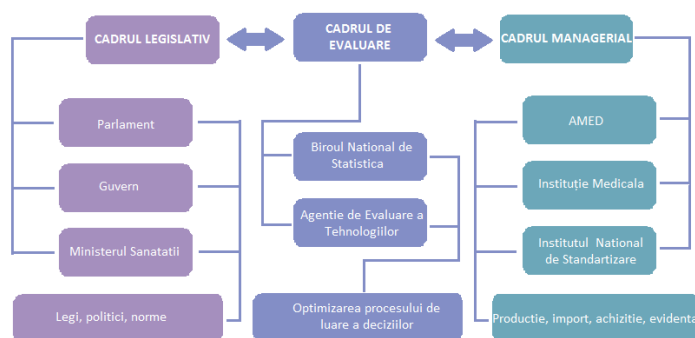 CADRUL LEGISLATIV
CADRUL DE
EVALUARE
CADRUL MANAGERIAL
Parlament
Guvern
Ministerul Sanatatii
Legi, politici, norme
Biroul National de
Statistica
Agentie de Evaluare a
Tehnologiilor
Optimizarea procesului de
luare a deciziilor
AMED
Instituție Medicala
Institutul National
de Standartizare
Productie, import, achizitie, evidenta